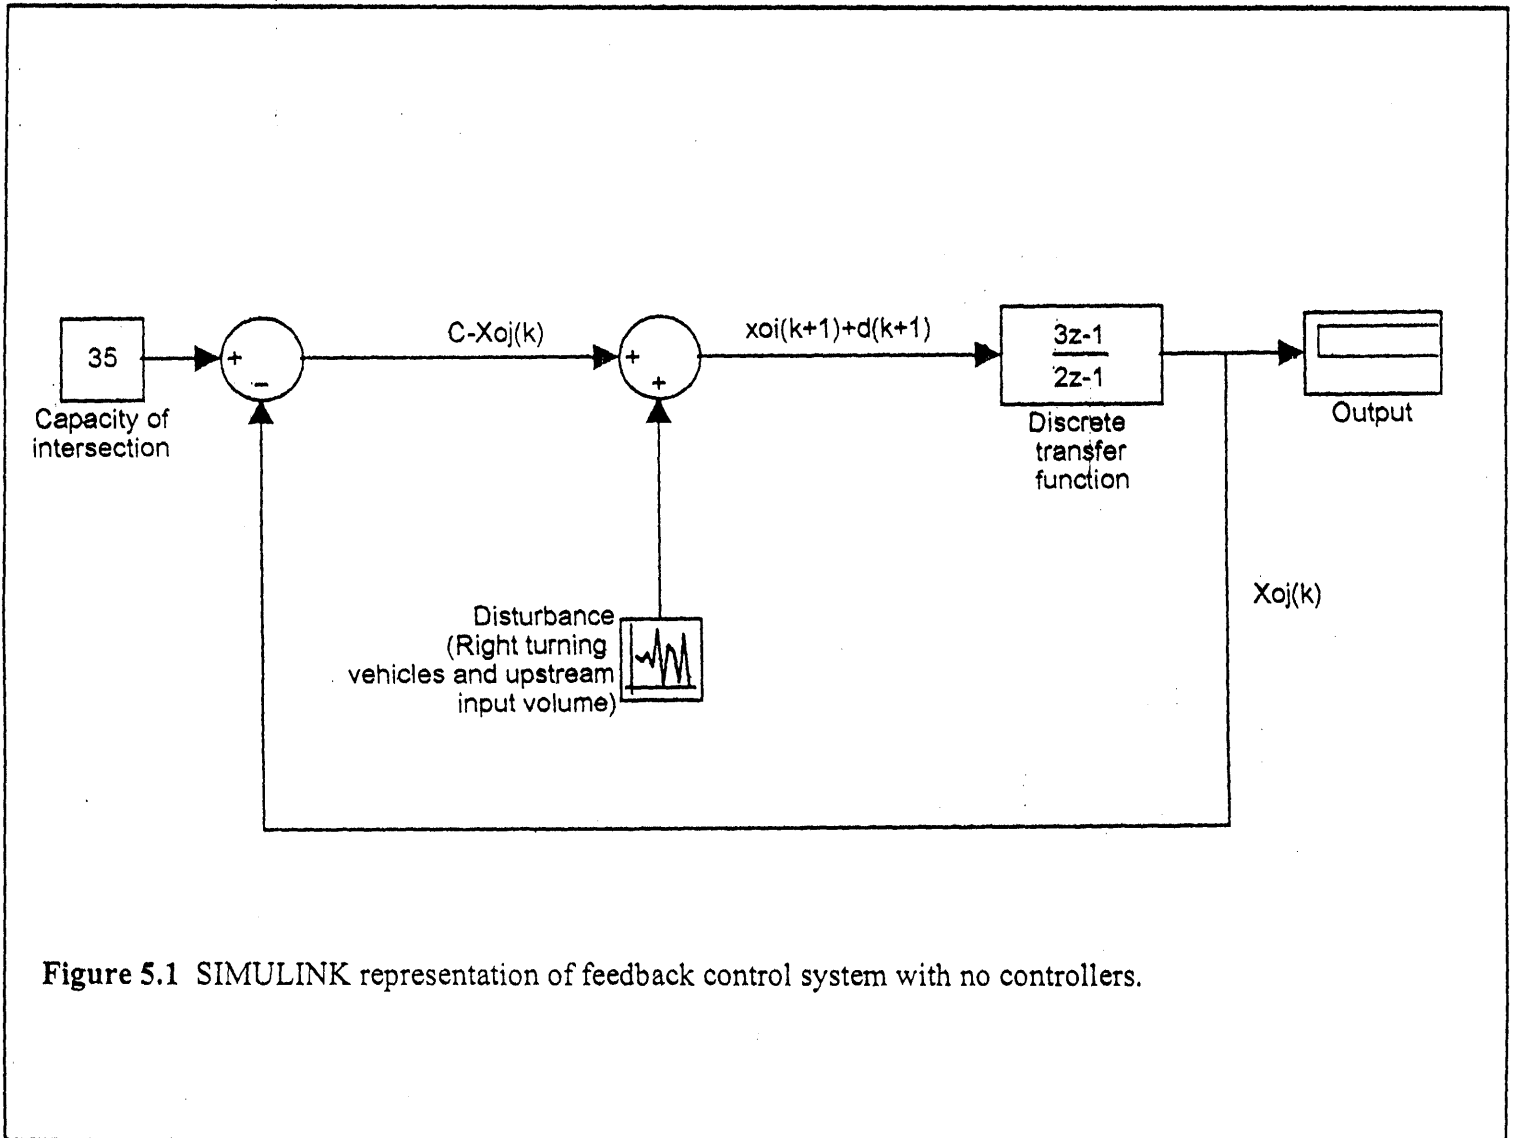 35
Capacity of
intersection
+
−
C-Xoj(k)
+
+
xoi(k+1)+d(k+1)
3z-1
2z-1
Discrete
transfer
function
Output
Xoj(k)
Disturbance
(Right turning
vehicles and upstream
input volume)
Figure 5.1 SIMULINK representation of feedback control system with no controllers.